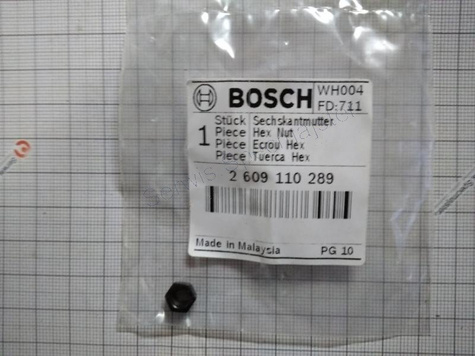 BOSCH
WH004
FD:711
1
Stück Sechskantmutter
Piece Hex Nut
Pièce Ecrou Hex
Pieza Tuerca Hex
2 609 110 289
Made in Malaysia
PG 10